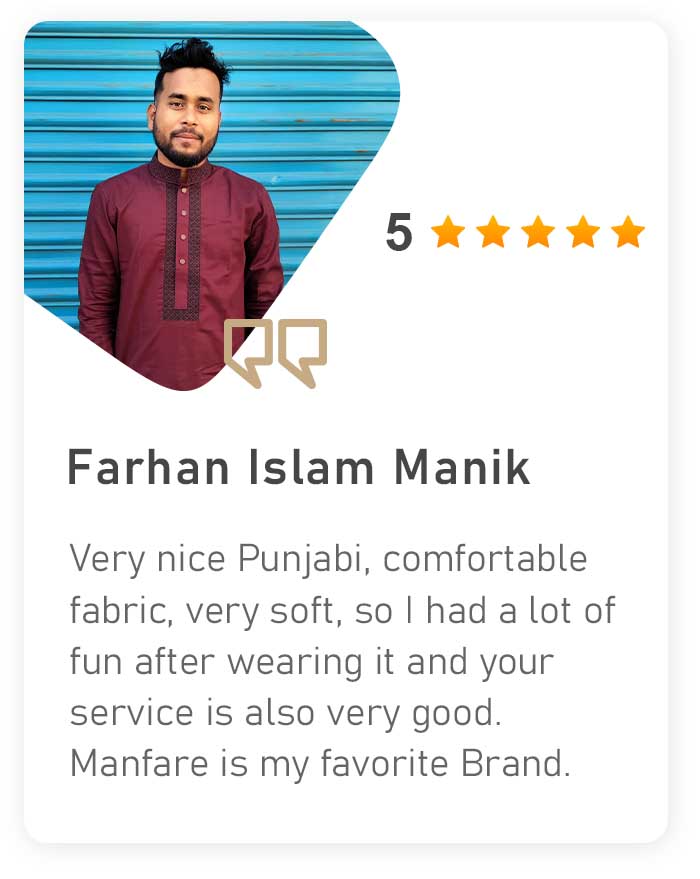 5
Farhan Islam Manik
Very nice Punjabi, comfortable
fabric, very soft, so I had a lot of
fun after wearing it and your
service is also very good.
Manfare is my favorite Brand.